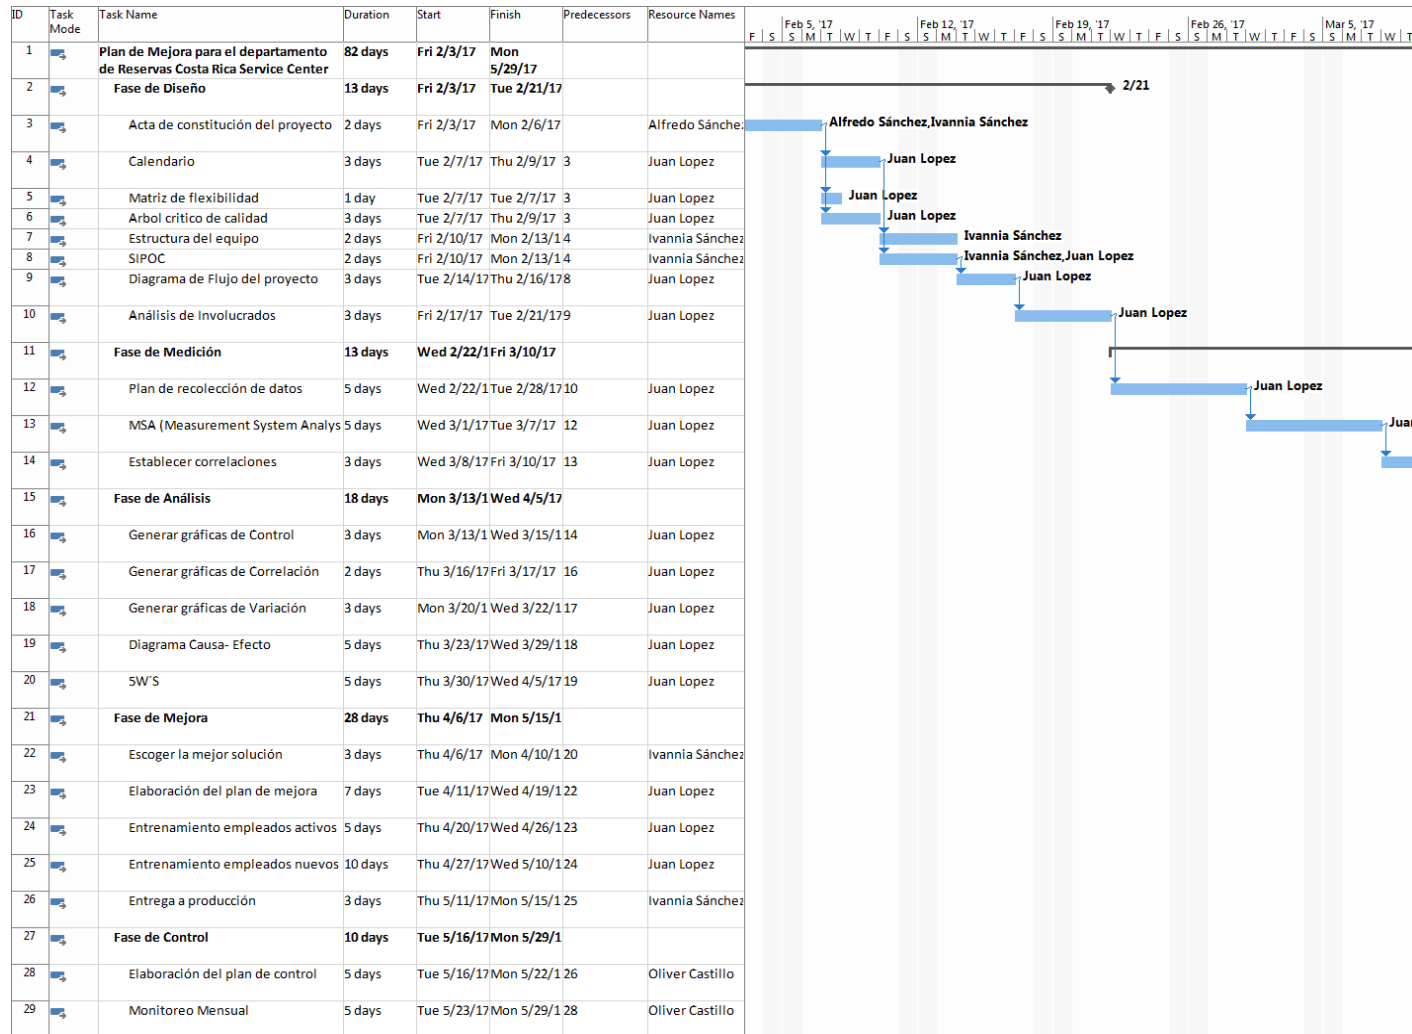 ID Task Mode Task Name Duration Start Finish Predecessors Resource Names
Feb 5, '17 Feb 12, '17 Feb 19, '17 Feb 26, '17 Mar 5, '17
F S S M T W T F S S M T W T F S S M T W T F S S M T W T F S S M T W T
1 Plan de Mejora para el departamento de Reservas Costa Rica Service Center 82 days Fri 2/3/17 Mon 5/29/17
2 Fase de Diseño 13 days Fri 2/3/17 Tue 2/21/17 2/21
3 Acta de constitución del proyecto 2 days Fri 2/3/17 Mon 2/6/17 Alfredo Sánchez Alfredo Sánchez,Ivannia Sánchez
4 Calendario 3 days Tue 2/7/17 Thu 2/9/17 3 Juan Lopez Juan Lopez
5 Matriz de flexibilidad 1 day Tue 2/7/17 Tue 2/7/17 3 Juan Lopez Juan Lopez
6 Arbol critico de calidad 3 days Tue 2/7/17 Thu 2/9/17 3 Juan Lopez Juan Lopez
7 Estructura del equipo 2 days Fri 2/10/17 Mon 2/13/1 4 Ivannia Sánchez Ivannia Sánchez
8 SIPOC 2 days Fri 2/10/17 Mon 2/13/1 4 Ivannia Sánchez Ivannia Sánchez,Juan Lopez
9 Diagrama de Flujo del proyecto 3 days Tue 2/14/17 Thu 2/16/17 8 Juan Lopez Juan Lopez
10 Análisis de Involucrados 3 days Fri 2/17/17 Tue 2/21/17 9 Juan Lopez Juan Lopez
11 Fase de Medición 13 days Wed 2/22/1 Fri 3/10/17
12 Plan de recolección de datos 5 days Wed 2/22/1 Tue 2/28/17 10 Juan Lopez Juan Lopez
13 MSA (Measurement System Analys 5 days Wed 3/1/17 Tue 3/7/17 12 Juan Lopez Juan
14 Establecer correlaciones 3 days Wed 3/8/17 Fri 3/10/17 13 Juan Lopez
15 Fase de Análisis 18 days Mon 3/13/1 Wed 4/5/17
16 Generar gráficas de Control 3 days Mon 3/13/1 Wed 3/15/1 14 Juan Lopez
17 Generar gráficas de Correlación 2 days Thu 3/16/17 Fri 3/17/17 16 Juan Lopez
18 Generar gráficas de Variación 3 days Mon 3/20/1 Wed 3/22/1 17 Juan Lopez
19 Diagrama Causa- Efecto 5 days Thu 3/23/17 Wed 3/29/1 18 Juan Lopez
20 5W´S 5 days Thu 3/30/17 Wed 4/5/17 19 Juan Lopez
21 Fase de Mejora 28 days Thu 4/6/17 Mon 5/15/1
22 Escoger la mejor solución 3 days Thu 4/6/17 Mon 4/10/1 20 Ivannia Sánchez
23 Elaboración del plan de mejora 7 days Tue 4/11/17 Wed 4/19/1 22 Juan Lopez
24 Entrenamiento empleados activos 5 days Thu 4/20/17 Wed 4/26/1 23 Juan Lopez
25 Entrenamiento empleados nuevos 10 days Thu 4/27/17 Wed 5/10/1 24 Juan Lopez
26 Entrega a producción 3 days Thu 5/11/17 Mon 5/15/1 25 Ivannia Sánchez
27 Fase de Control 10 days Tue 5/16/17 Mon 5/29/1
28 Elaboración del plan de control 5 days Tue 5/16/17 Mon 5/22/1 26 Oliver Castillo
29 Monitoreo Mensual 5 days Tue 5/23/17 Mon 5/29/1 28 Oliver Castillo